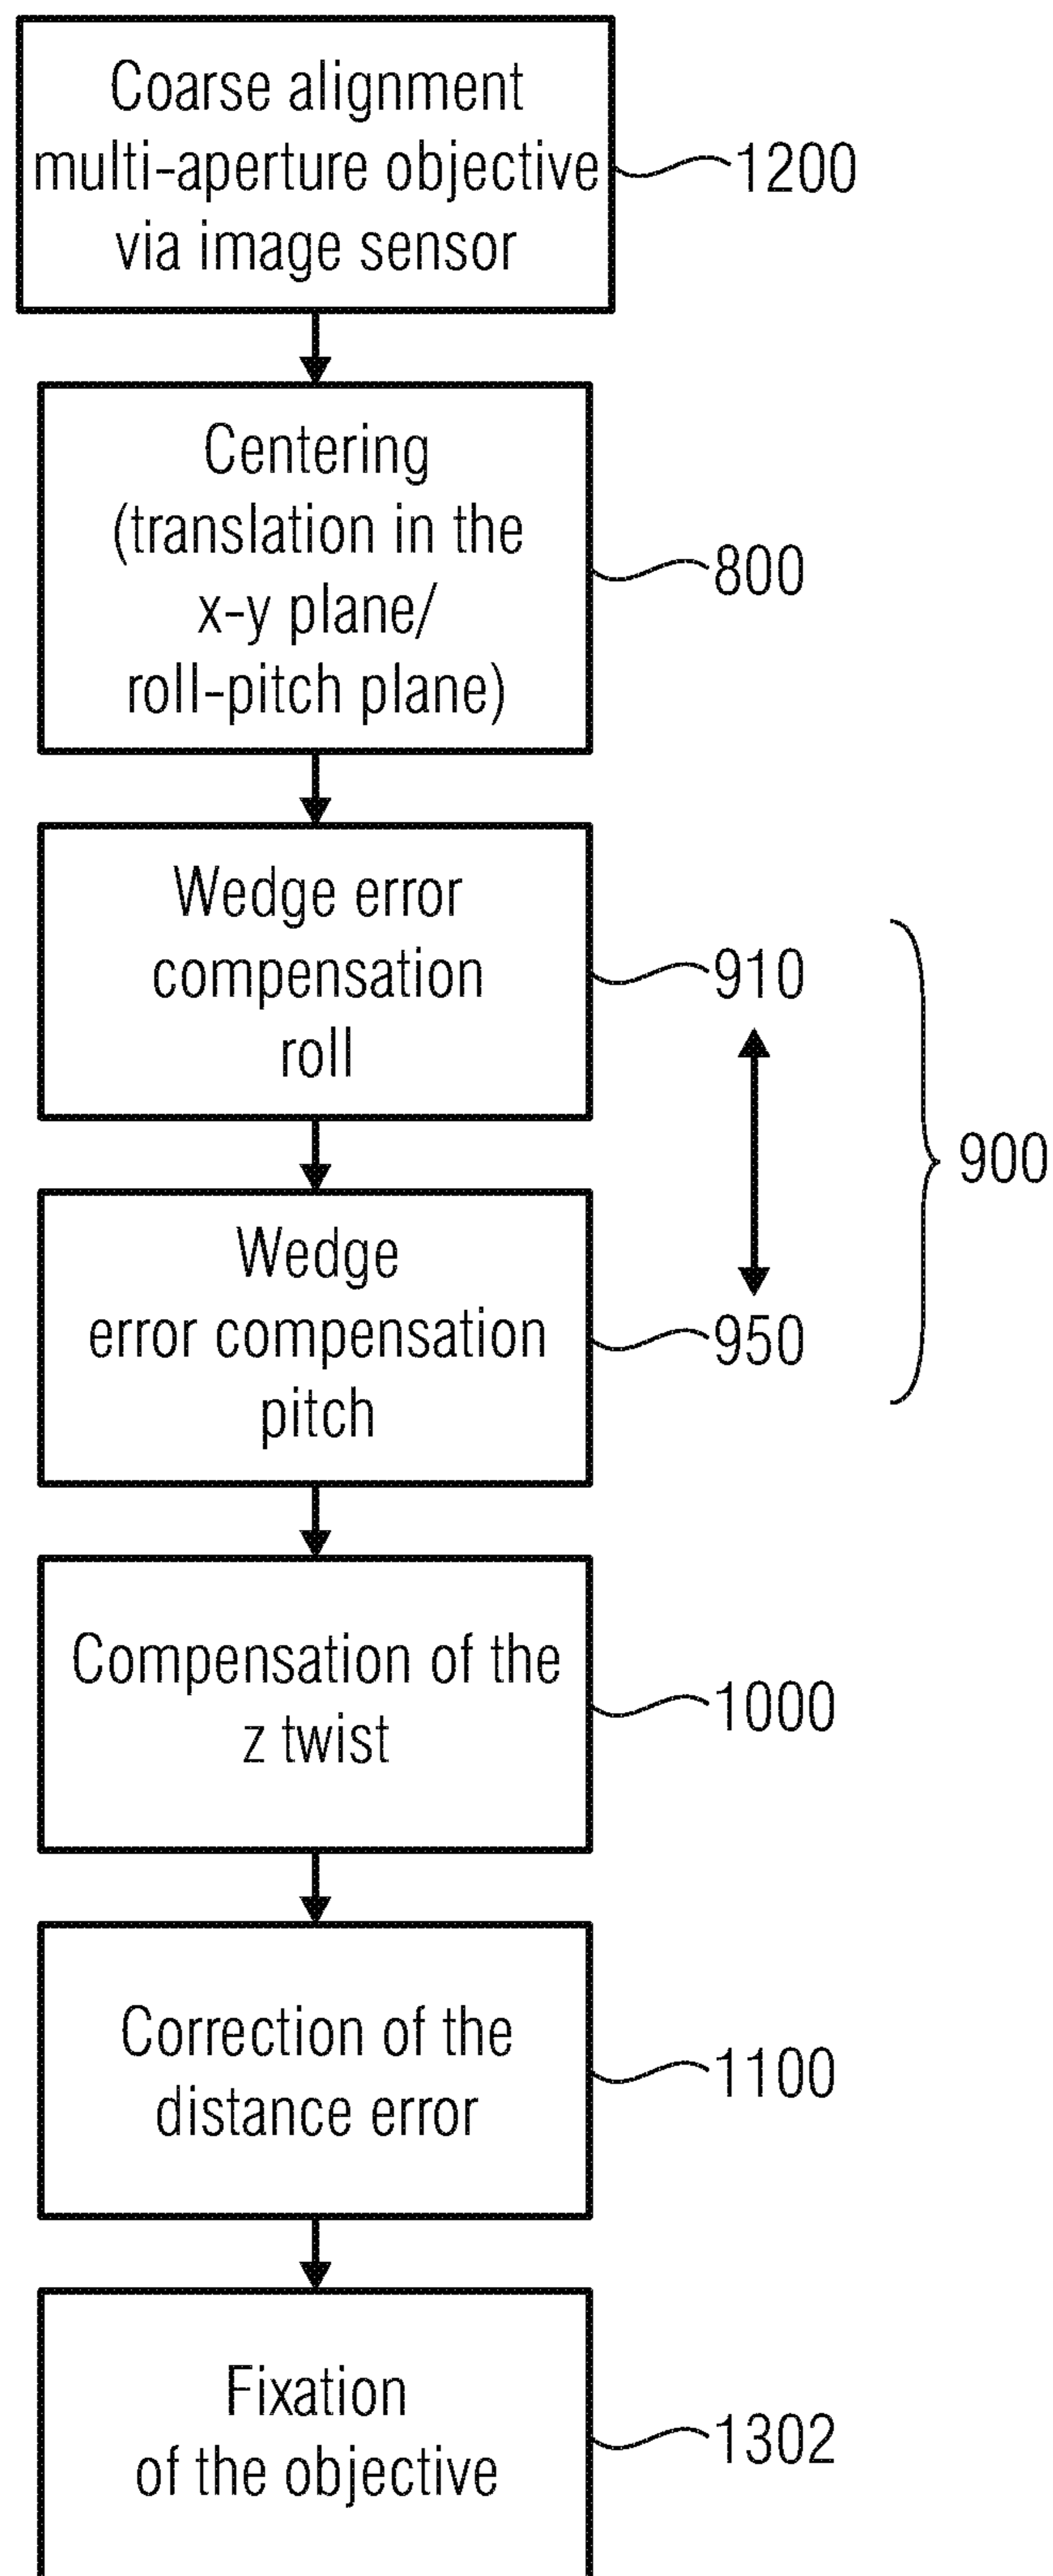 Coarse alignment
multi-aperture objective
via image sensor
1200
Centering
(translation in the
x-y plane/
roll-pitch plane)
800
Wedge error
compensation
roll
910
900
Wedge
error compensation
pitch
950
Compensation of the
z twist
1000
Correction of the
distance error
1100
Fixation
of the objective
1302